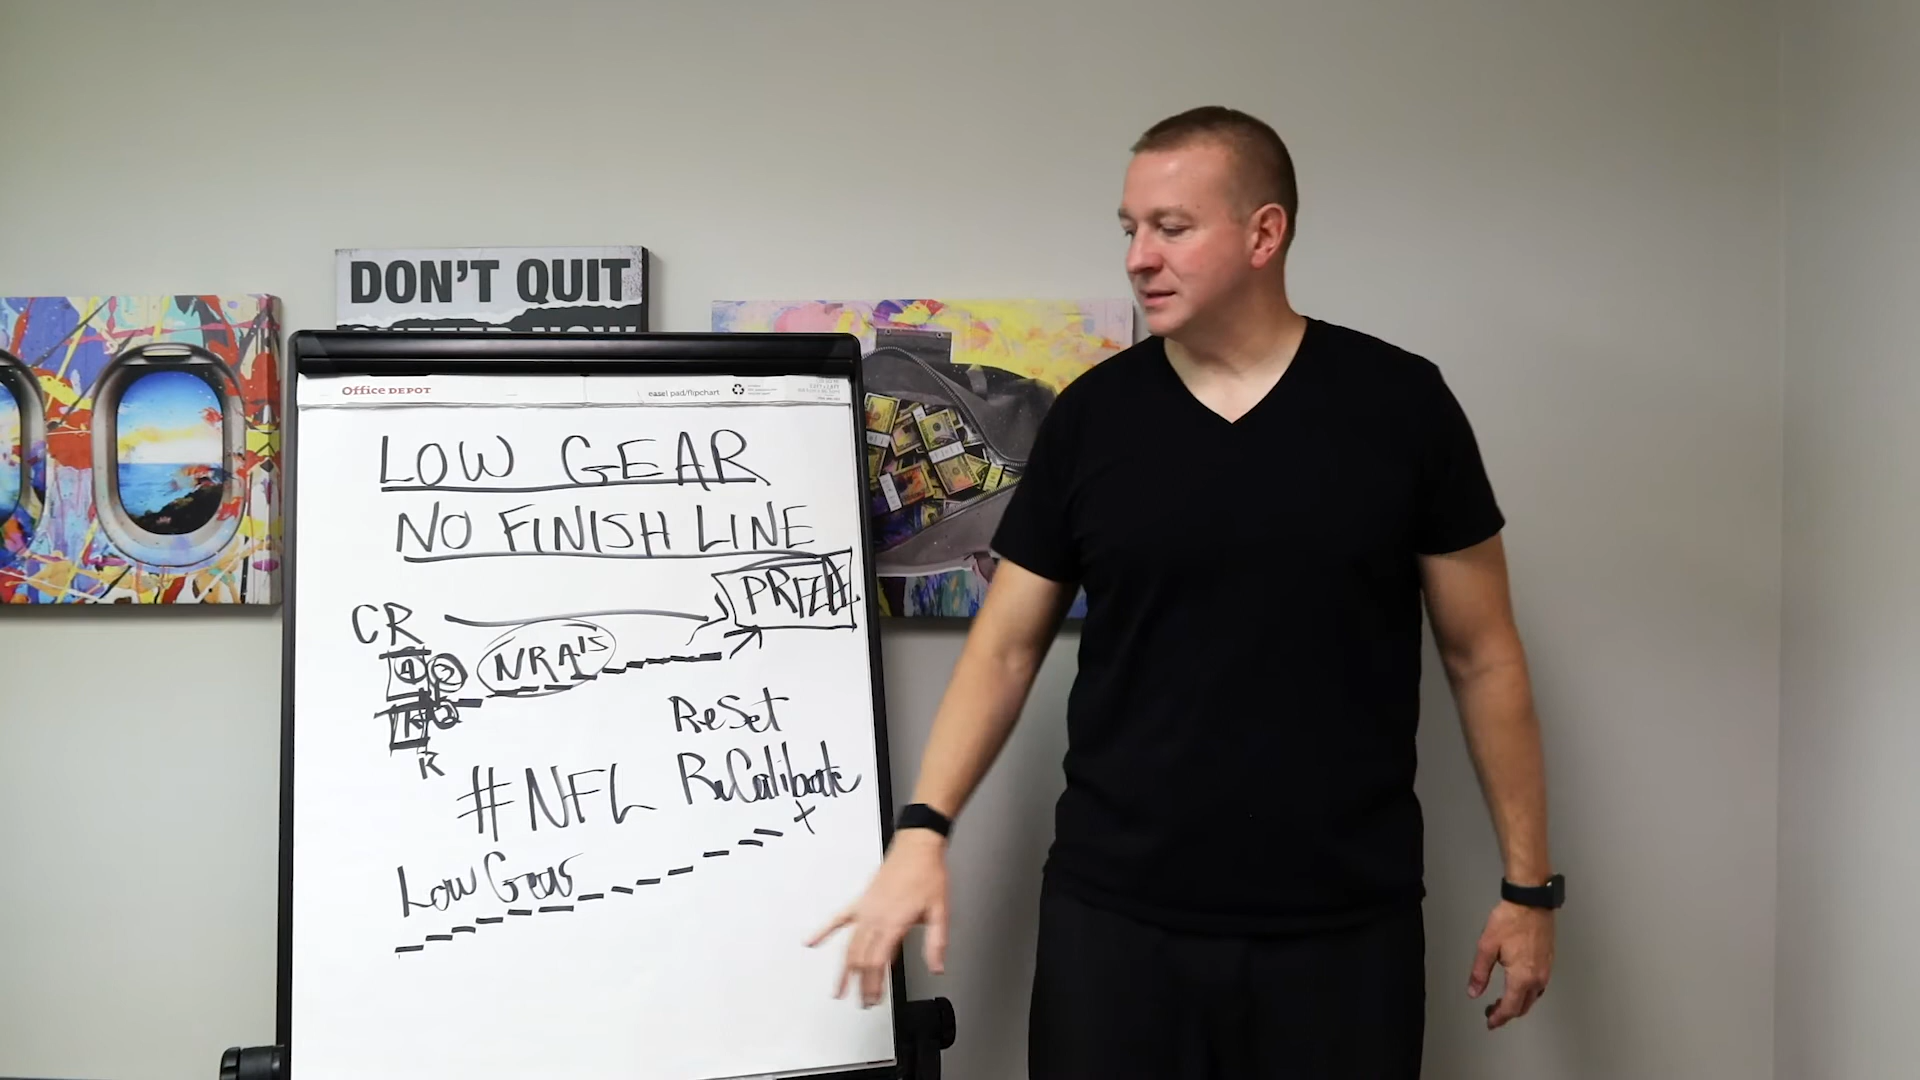 DON'T QUIT
Office DEPOT
easel pad/flipchart
LOW GEAR
NO FINISH LINE
PRIZE
CR
NRA'S
ReSet
ReCalibrate
R
#NFL
Low Gear